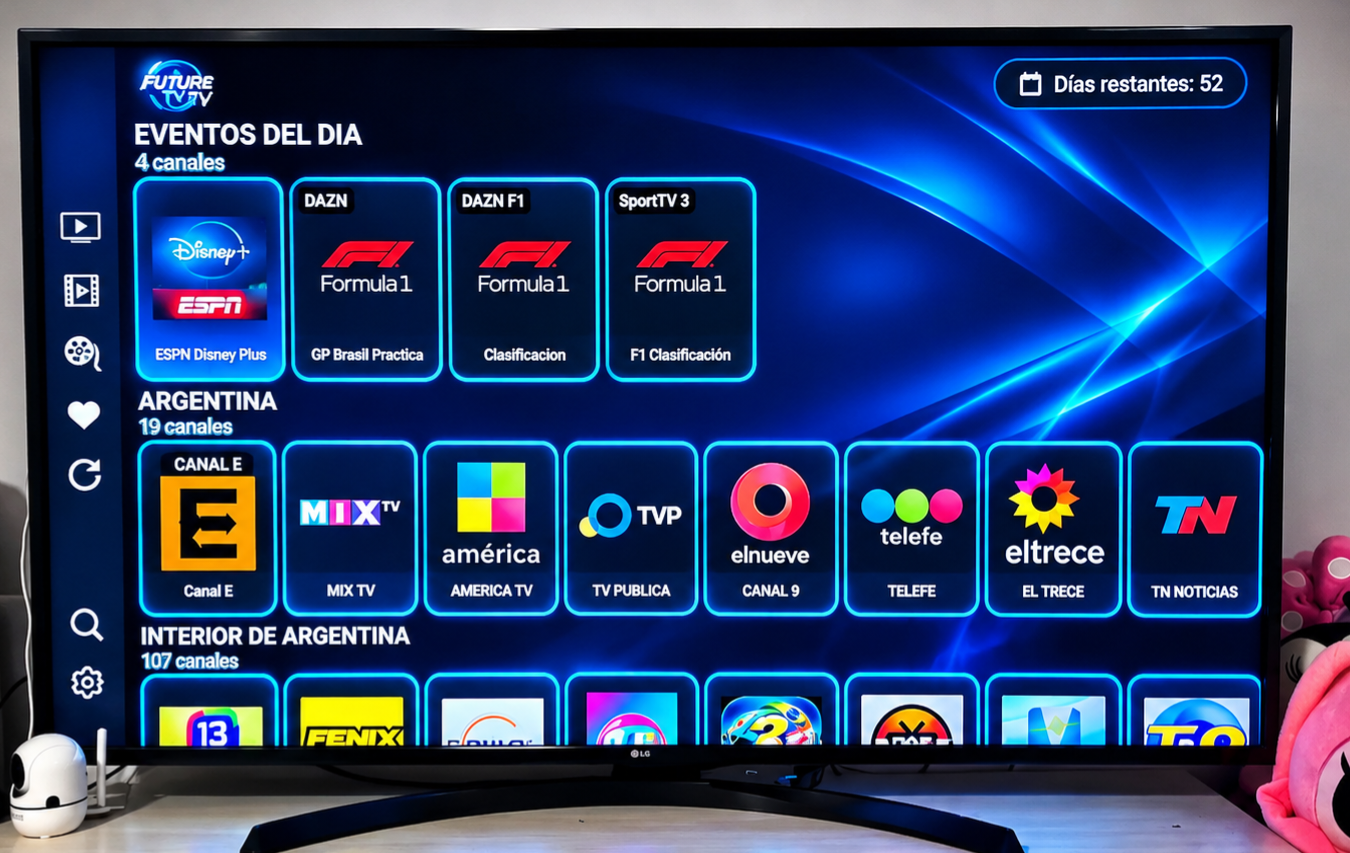 FUTURE
TV
Días restantes: 52
EVENTOS DEL DIA
4 canales
Disney+
ESPN
ESPN Disney Plus
DAZN
Formula 1
GP Brasil Practica
DAZN F1
Formula 1
Clasificacion
SportTV 3
Formula 1
F1 Clasificación
ARGENTINA
19 canales
CANAL E
E
Canal E
MIX TV
MIX TV
américa
AMERICA TV
TVP
TV PUBLICA
elnueve
CANAL 9
telefe
TELEFE
eltrece
EL TRECE
TN
TN NOTICIAS
INTERIOR DE ARGENTINA
107 canales
13
FENIX
3
LG